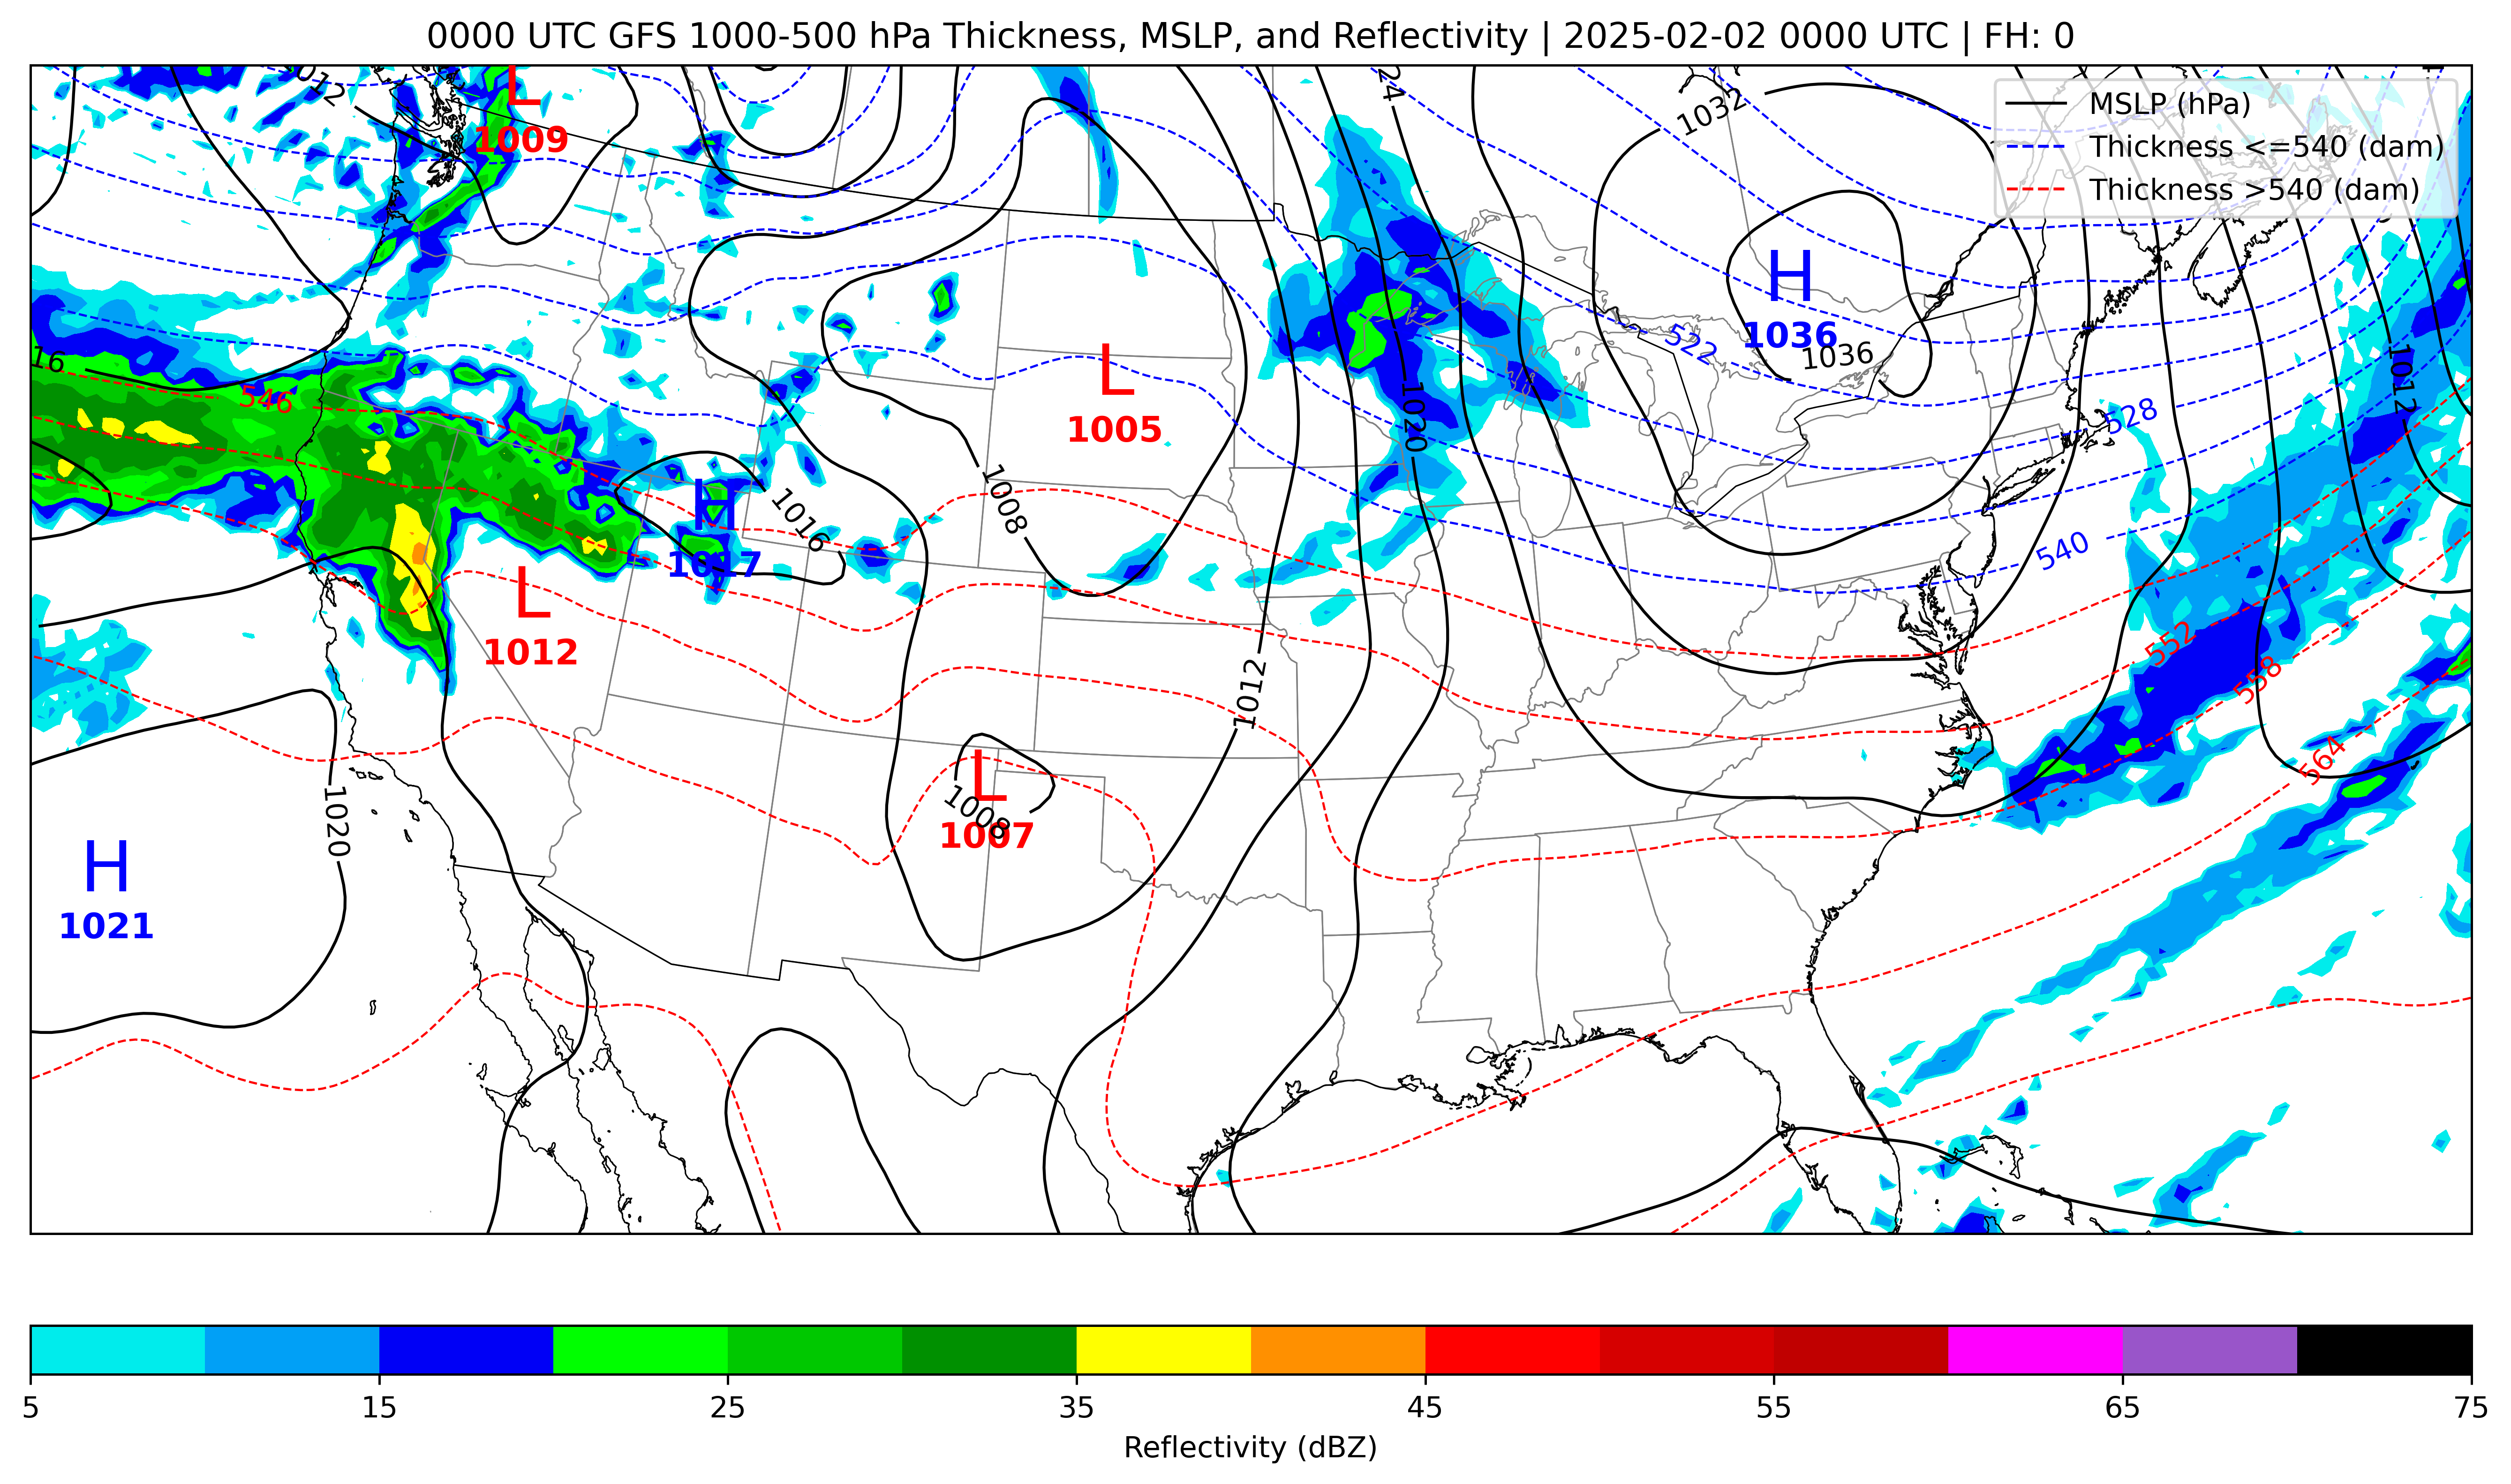 0000 UTC GFS 1000-500 hPa Thickness, MSLP, and Reflectivity | 2025-02-02 0000 UTC | FH: 0
MSLP (hPa)
Thickness <=540 (dam)
Thickness >540 (dam)
L
1009
1032
H
1036
1036
522
16
546
L
1005
1020
1012
528
H
1017
1016
1008
540
L
1012
552
558
1012
564
L
1007
1008
1020
H
1021
5 15 25 35 45 55 65 75
Reflectivity (dBZ)